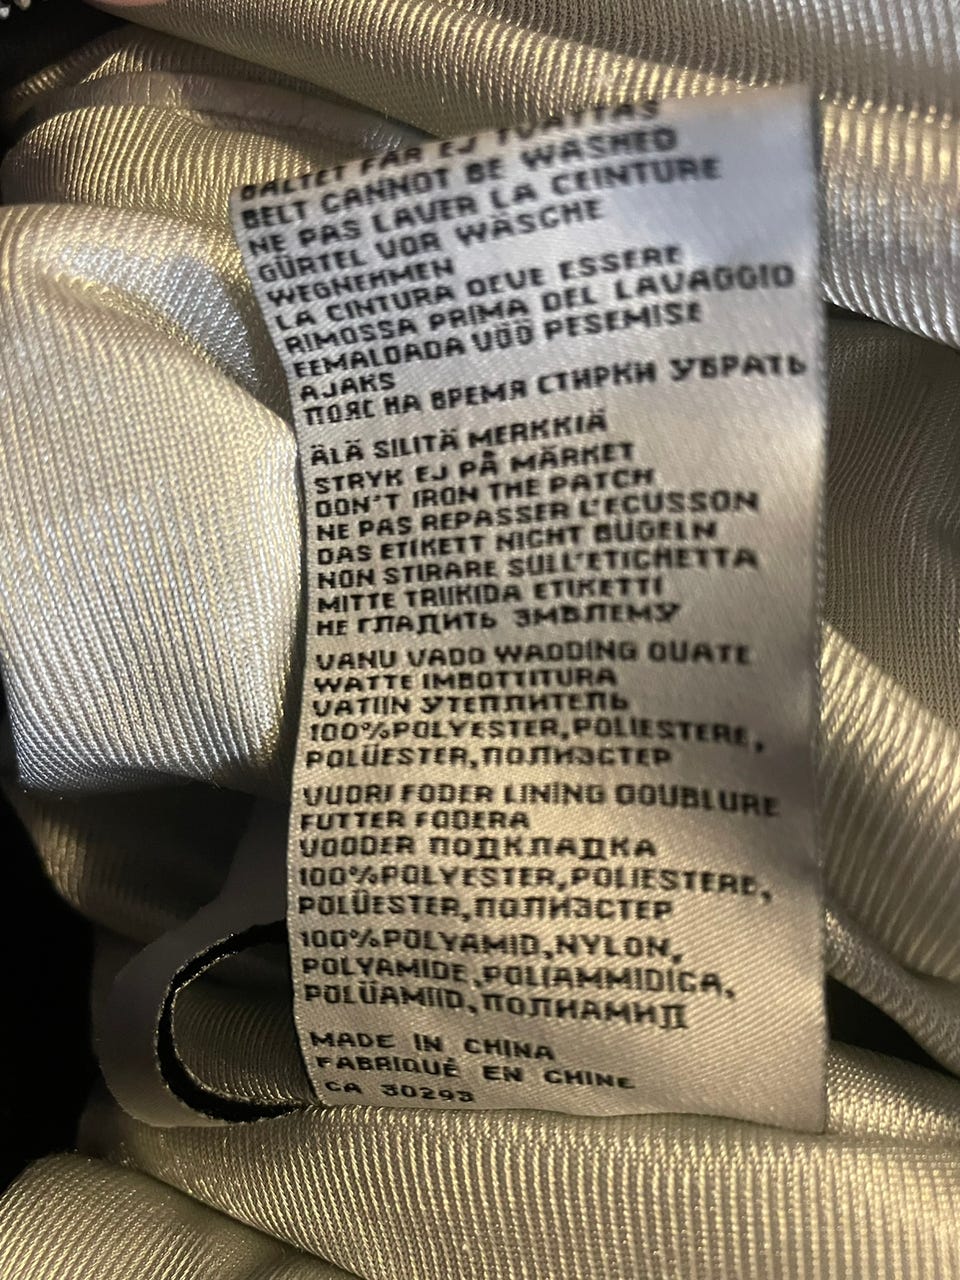 BÄLTET FÅR EJ TVÄTTAS
BELT CANNOT BE WASHED
NE PAS LAVER LA CEINTURE
GÜRTEL VOR WÄSCHE
WEGNEHMEN
LA CINTURA DEVE ESSERE
RIMOSSA PRIMA DEL LAVAGGIO
EEMALDADA VÖÖ PESEMISE
AJAKS
ПОЯС НА ВРЕМЯ СТИРКИ УБРАТЬ
ÄLÄ SILITÄ MERKKIÄ
STRYK EJ PÅ MÄRKET
DON'T IRON THE PATCH
NE PAS REPASSER L'ECUSSON
DAS ETIKETT NICHT BÜGELN
NON STIRARE SULL'ETICHETTA
MITTE TRIIKIDA ETIKETTI
НЕ ГЛАДИТЬ ЭМБЛЕМУ
VANU VADD WADDING OUATE
WATTE IMBOTTITURA
VATIIN УТЕПЛИТЕЛЬ
100%POLYESTER,POLIESTERE,
POLÜESTER,ПОЛИЭСТЕР
VUORI FODER LINING DOUBLURE
FUTTER FODERA
VOODER ПОДКЛАДКА
100%POLYESTER,POLIESTERE,
POLÜESTER,ПОЛИЭСТЕР
100%POLYAMID,NYLON,
POLYAMIDE,POLIAMMIDICA,
POLÜAMIID,ПОЛИАМИД
MADE IN CHINA
FABRIQUÉ EN CHINE
CA 30293